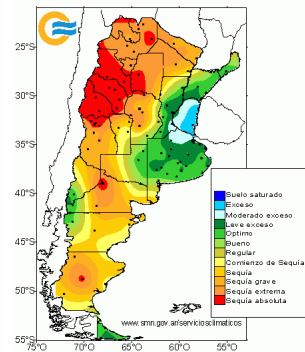 25°S
30°S
35°S
40°S
45°S
50°S
55°S
75°O 70°O 65°O 60°O 55°O
Suelo saturado
Exceso
Moderado exceso
Leve exceso
Optimo
Bueno
Regular
Comienzo de Sequía
Sequía
Sequía grave
Sequía extrema
Sequía absoluta
www.smn.gov.ar/serviciosclimaticos